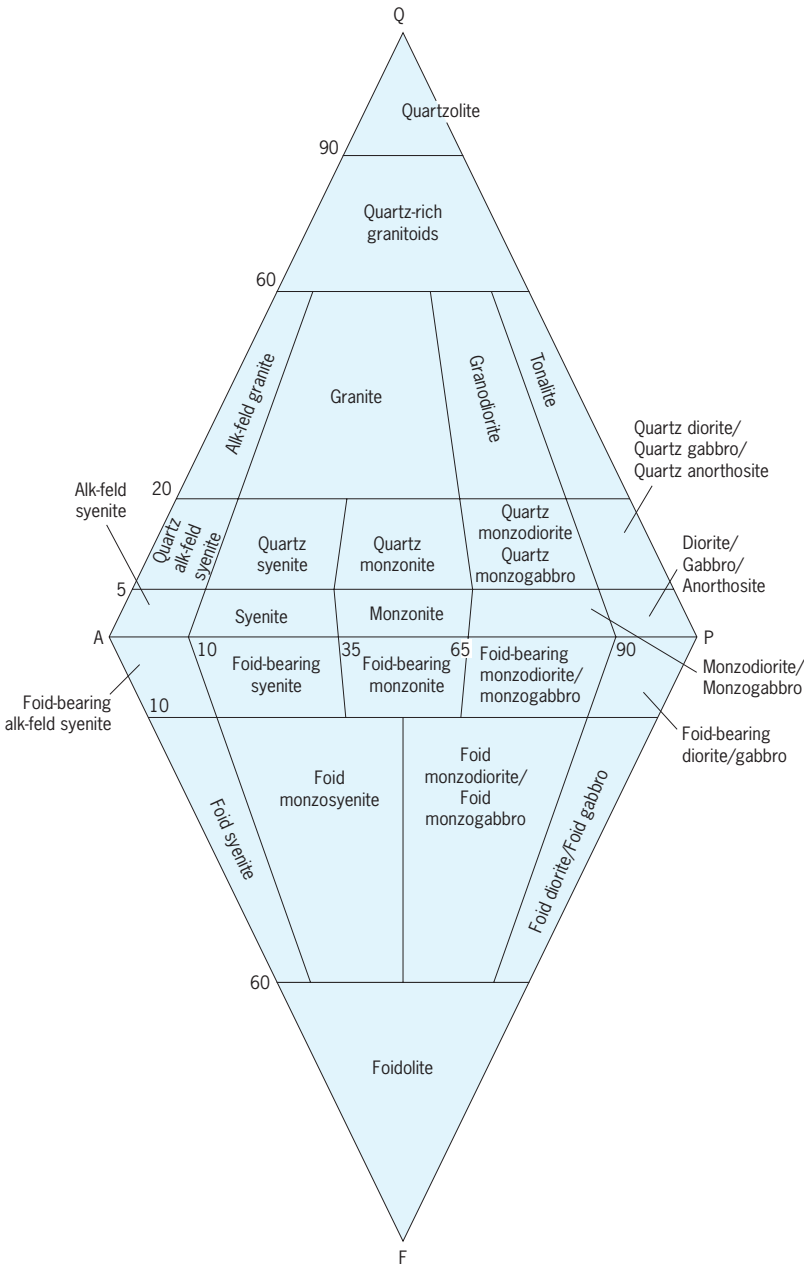 Q
Quartzolite
90
Quartz-rich
granitoids
60
Alk-feld granite
Granite
Granodiorite
Tonalite
Quartz diorite/
Quartz gabbro/
Quartz anorthosite
Alk-feld
syenite
20
Quartz
alk-feld
syenite
Quartz
syenite
Quartz
monzonite
Quartz
monzodiorite
Quartz
monzogabbro
Diorite/
Gabbro/
Anorthosite
5
Syenite
Monzonite
A
P
10
35
65
90
Monzodiorite/
Monzogabbro
Foid-bearing
alk-feld syenite
Foid-bearing
syenite
Foid-bearing
monzonite
Foid-bearing
monzodiorite/
monzogabbro
10
Foid-bearing
diorite/gabbro
Foid syenite
Foid
monzosyenite
Foid
monzodiorite/
Foid
monzogabbro
Foid diorite/Foid gabbro
60
Foidolite
F